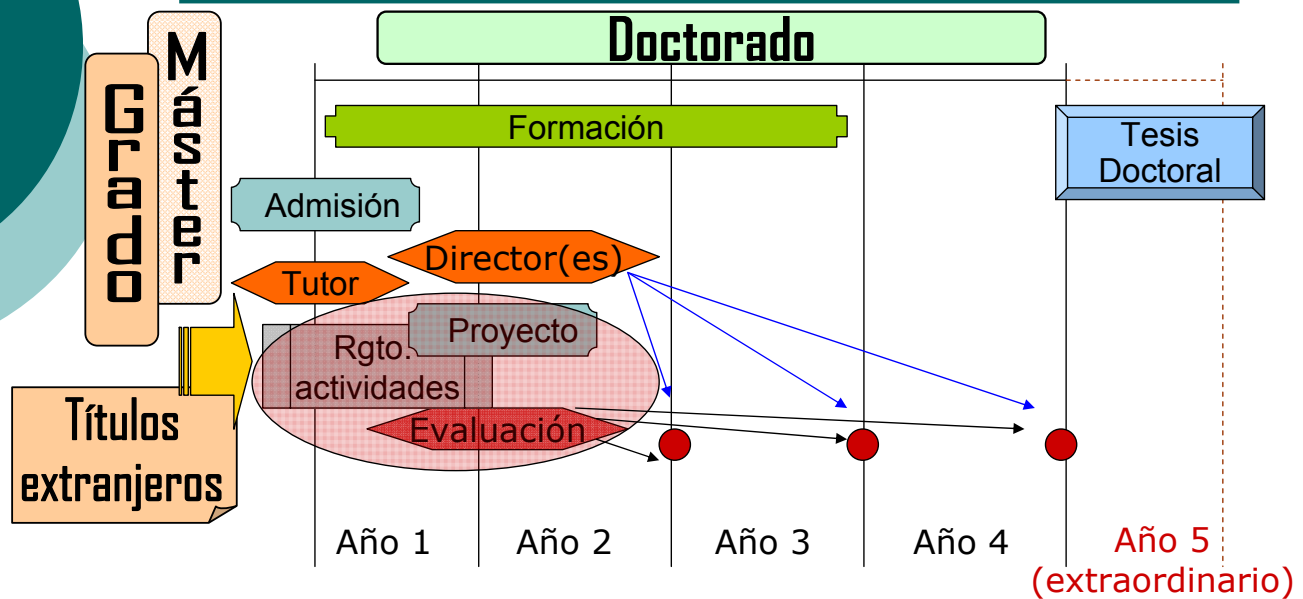 Grado
Máster
Doctorado
Formación
Tesis
Doctoral
Admisión
Director(es)
Tutor
Proyecto
Rgto.
actividades
Evaluación
Títulos
extranjeros
Año 1
Año 2
Año 3
Año 4
Año 5
(extraordinario)